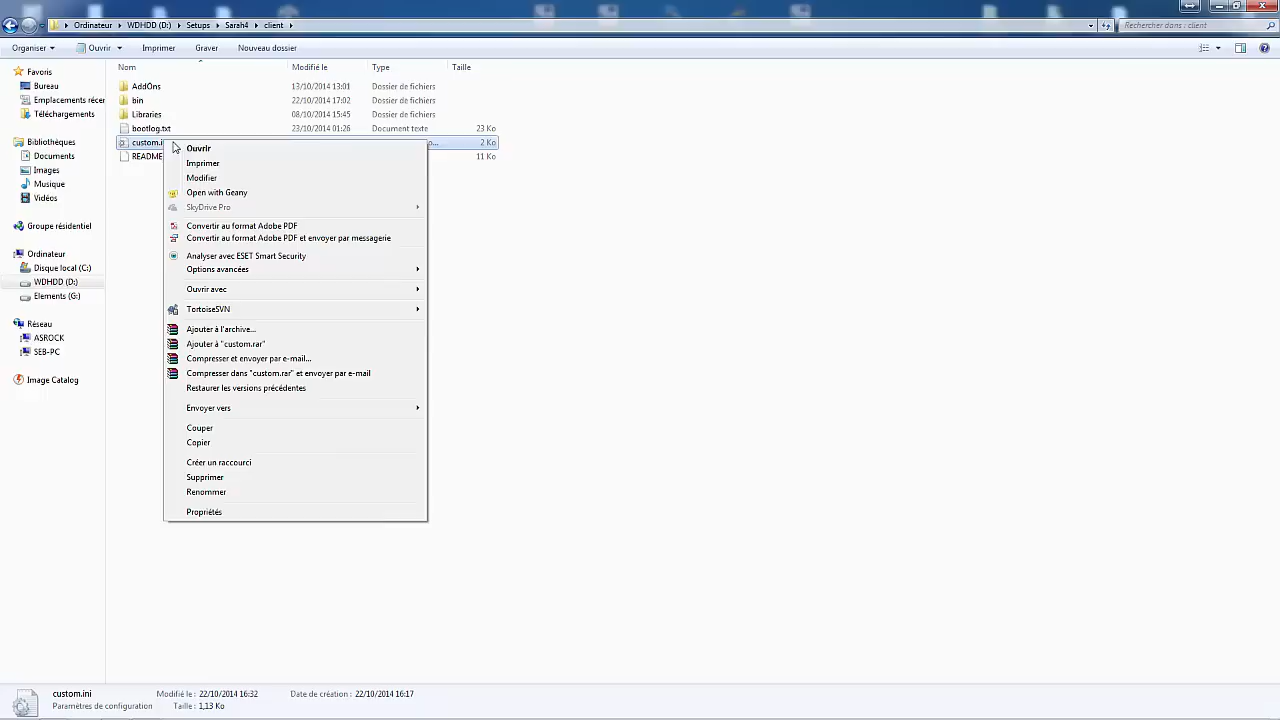 Ordinateur WDHDD (D:) Setups Sarah4 client
Rechercher dans : client
Organiser Ouvrir Imprimer Graver Nouveau dossier
Nom Modifié le Type Taille
Favoris
Bureau
Emplacements récen
Téléchargements
Bibliothèques
Documents
Images
Musique
Vidéos
Groupe résidentiel
Ordinateur
Disque local (C:)
WDHDD (D:)
Elements (G:)
Réseau
ASROCK
SEB-PC
Image Catalog
AddOns 13/10/2014 13:01 Dossier de fichiers
bin 22/10/2014 17:02 Dossier de fichiers
Libraries 08/10/2014 15:45 Dossier de fichiers
bootlog.txt 23/10/2014 01:26 Document texte 23 Ko
custom.i o... 2 Ko
README 11 Ko
Ouvrir
Imprimer
Modifier
Open with Geany
SkyDrive Pro
Convertir au format Adobe PDF
Convertir au format Adobe PDF et envoyer par messagerie
Analyser avec ESET Smart Security
Options avancées
Ouvrir avec
TortoiseSVN
Ajouter à l'archive...
Ajouter à "custom.rar"
Compresser et envoyer par e-mail...
Compresser dans "custom.rar" et envoyer par e-mail
Restaurer les versions précédentes
Envoyer vers
Couper
Copier
Créer un raccourci
Supprimer
Renommer
Propriétés
custom.ini Modifié le : 22/10/2014 16:32 Date de création : 22/10/2014 16:17
Paramètres de configuration Taille : 1,13 Ko